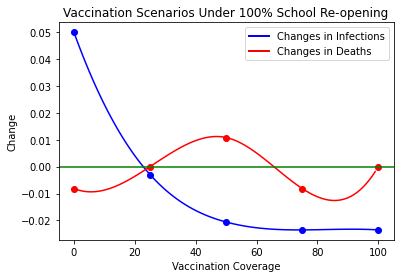 Vaccination Scenarios Under 100% School Re-opening
Changes in Infections
Changes in Deaths
0.05
0.04
0.03
0.02
0.01
0.00
−0.01
−0.02
Change
0 20 40 60 80 100
Vaccination Coverage